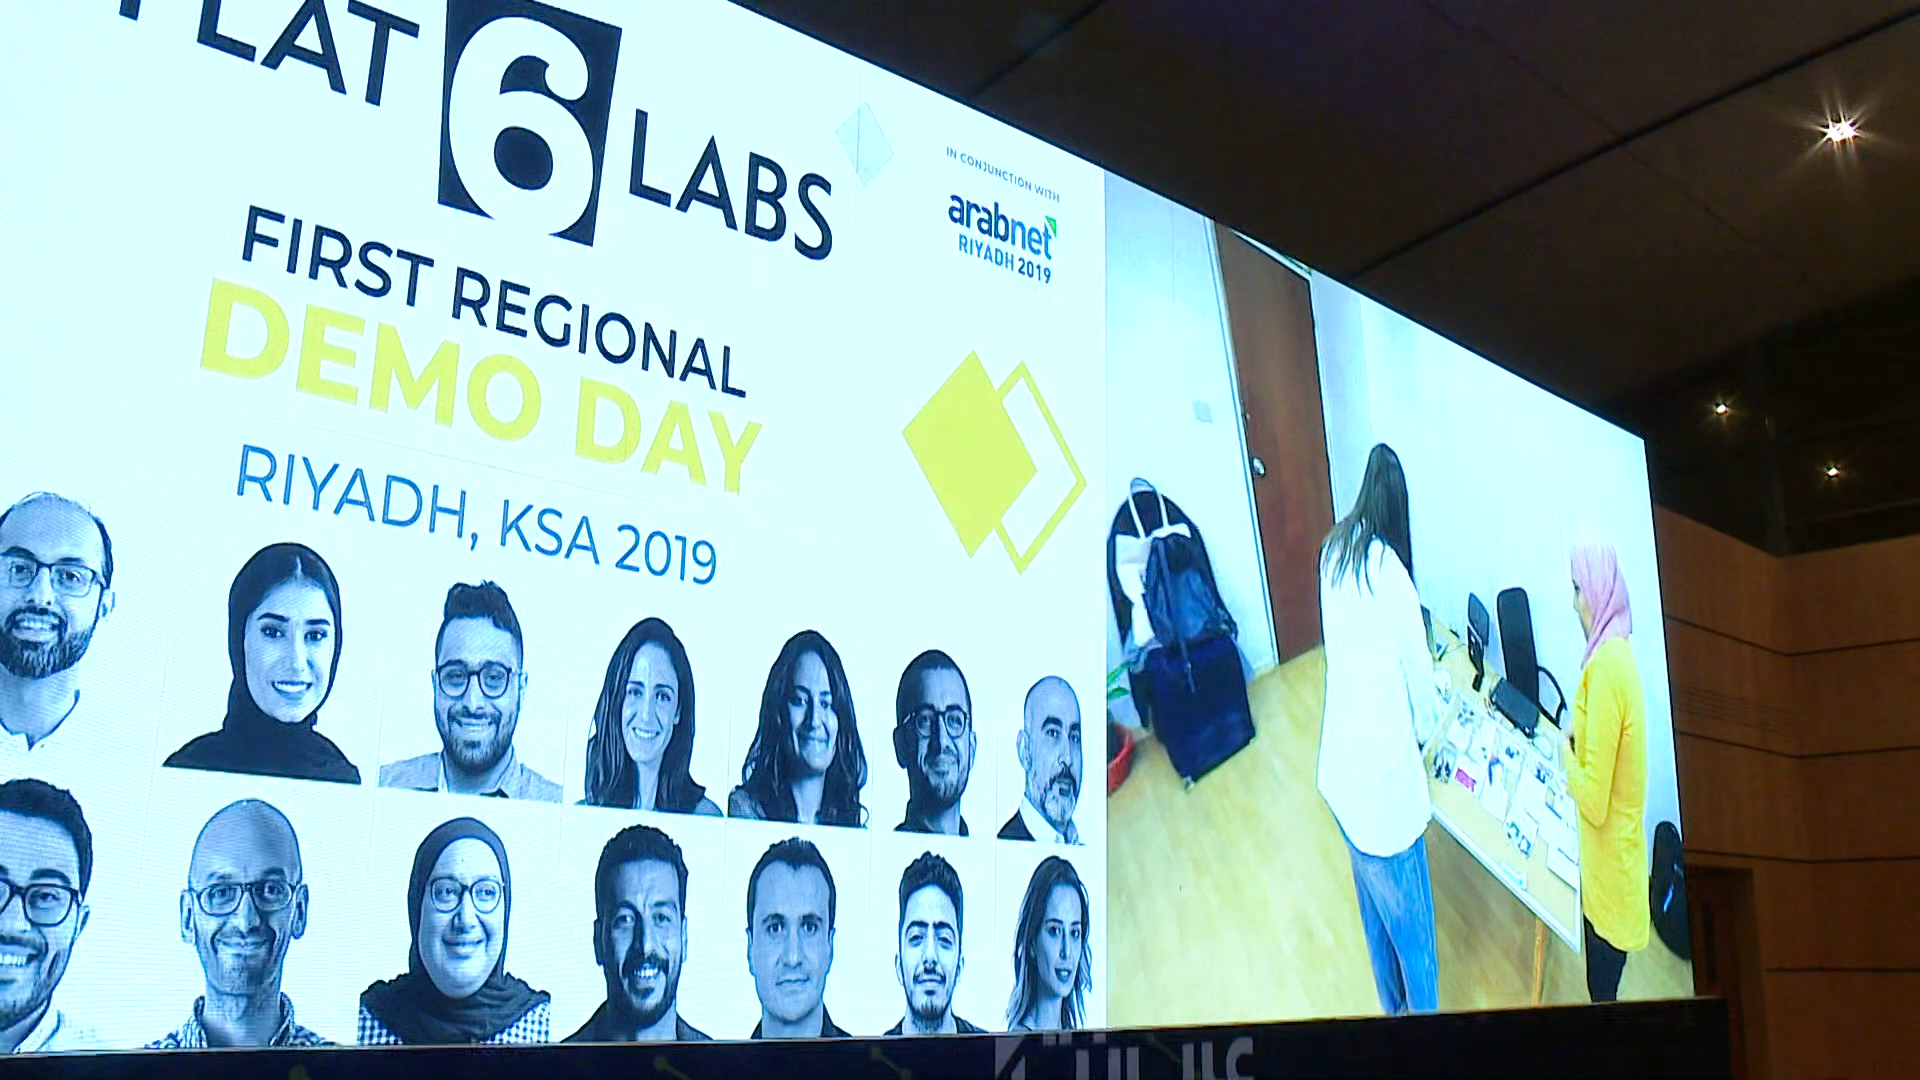 FLAT 6 LABS
FIRST REGIONAL
DEMO DAY
RIYADH, KSA 2019
IN CONJUNCTION WITH
arabnet
RIYADH 2019